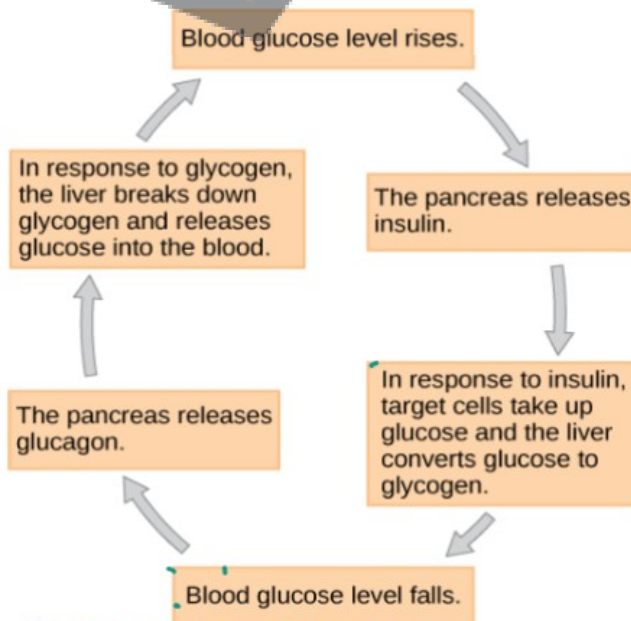 Blood glucose level rises.
The pancreas releases
insulin.
In response to insulin,
target cells take up
glucose and the liver
converts glucose to
glycogen.
Blood glucose level falls.
The pancreas releases
glucagon.
In response to glycogen,
the liver breaks down
glycogen and releases
glucose into the blood.